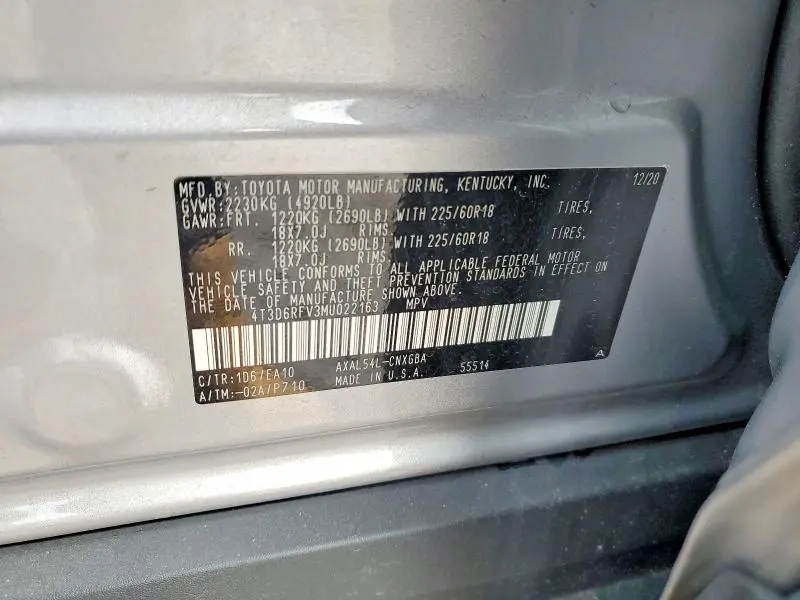 MFD. BY: TOYOTA MOTOR MANUFACTURING, KENTUCKY, INC. 12/20
GVWR: 2230KG (4920LB)
GAWR: FRT. 1220KG (2690LB) WITH 225/60R18 TIRES,
18X7.0J RIMS.
RR. 1220KG (2690LB) WITH 225/60R18 TIRES,
18X7.0J RIMS.
THIS VEHICLE CONFORMS TO ALL APPLICABLE FEDERAL MOTOR
VEHICLE SAFETY AND THEFT PREVENTION STANDARDS IN EFFECT ON
THE DATE OF MANUFACTURE SHOWN ABOVE.
4T3D6RFV3MU022163 MPV
C/TR: 1D6/EA10 AXAL54L-CNXGBA A
A/TM: -02A/P710 MADE IN U.S.A. 55514